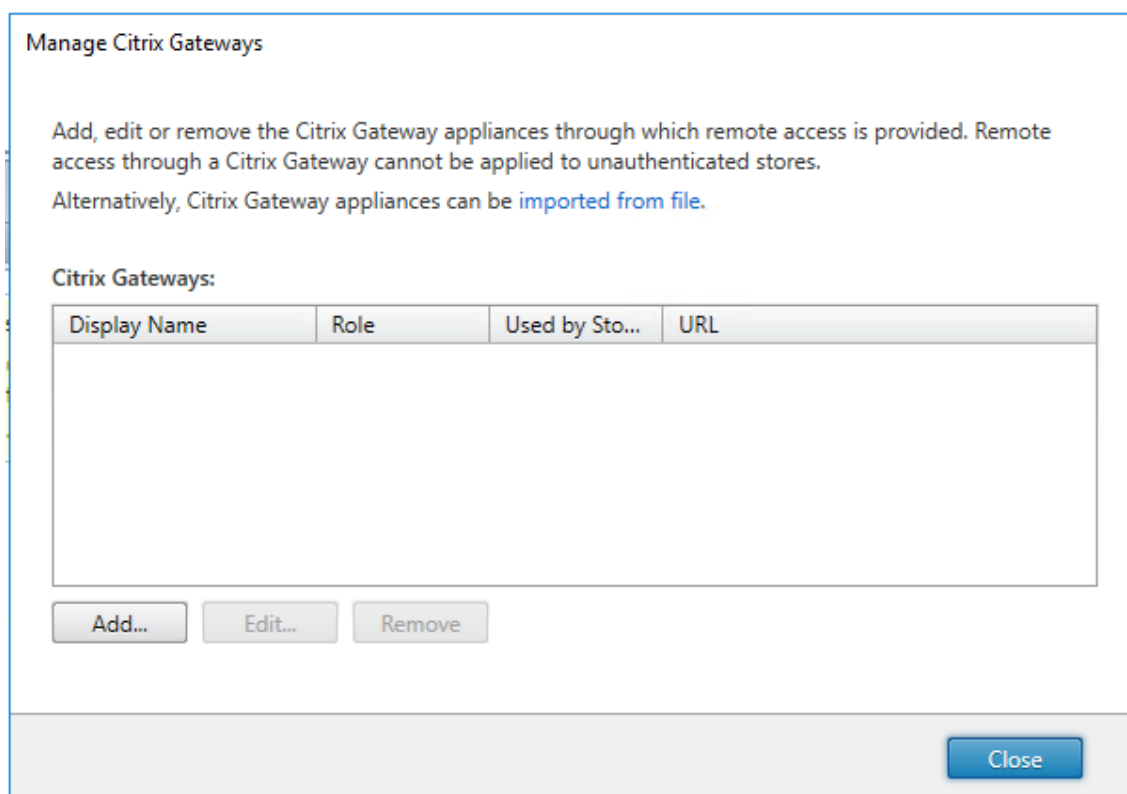 Manage Citrix Gateways
Add, edit or remove the Citrix Gateway appliances through which remote access is provided. Remote
access through a Citrix Gateway cannot be applied to unauthenticated stores.
Alternatively, Citrix Gateway appliances can be imported from file.
Citrix Gateways:
Display Name Role Used by Sto... URL
Add... Edit... Remove
Close